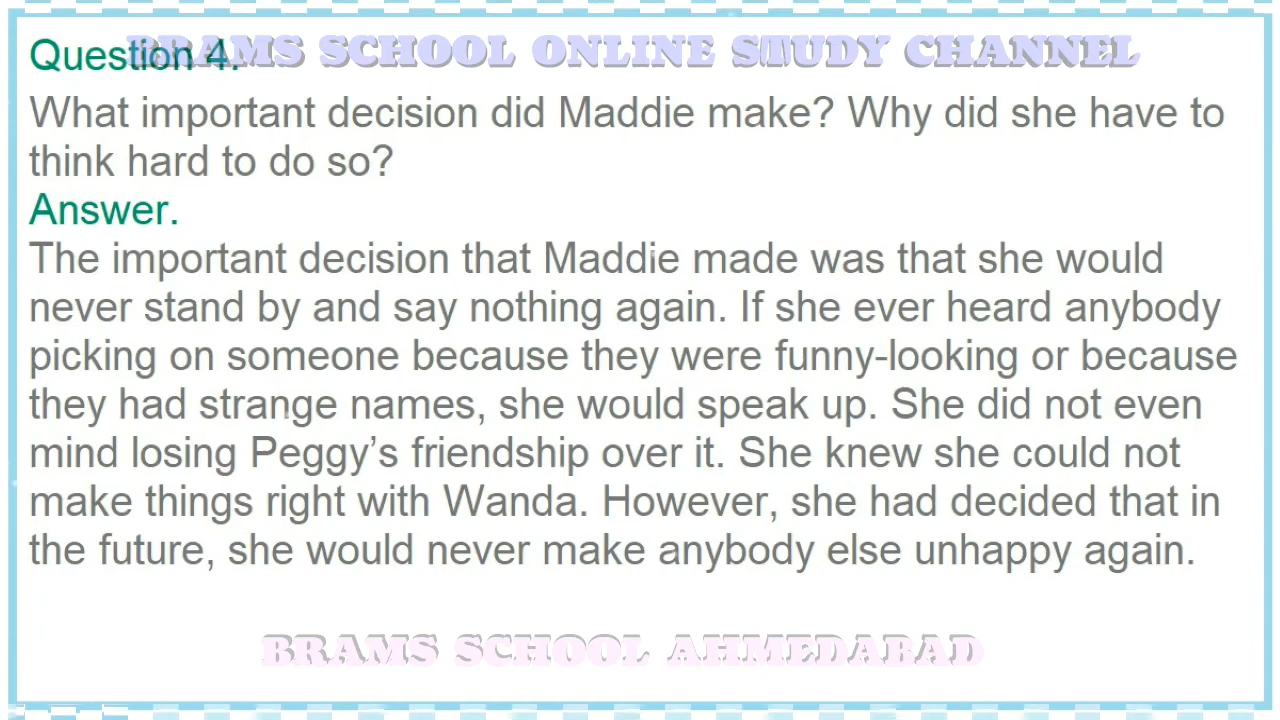 BRAMS SCHOOL ONLINE STUDY CHANNEL
Question 4.
What important decision did Maddie make? Why did she have to
think hard to do so?
Answer.
The important decision that Maddie made was that she would
never stand by and say nothing again. If she ever heard anybody
picking on someone because they were funny-looking or because
they had strange names, she would speak up. She did not even
mind losing Peggy’s friendship over it. She knew she could not
make things right with Wanda. However, she had decided that in
the future, she would never make anybody else unhappy again.
BRAMS SCHOOL AHMEDABAD